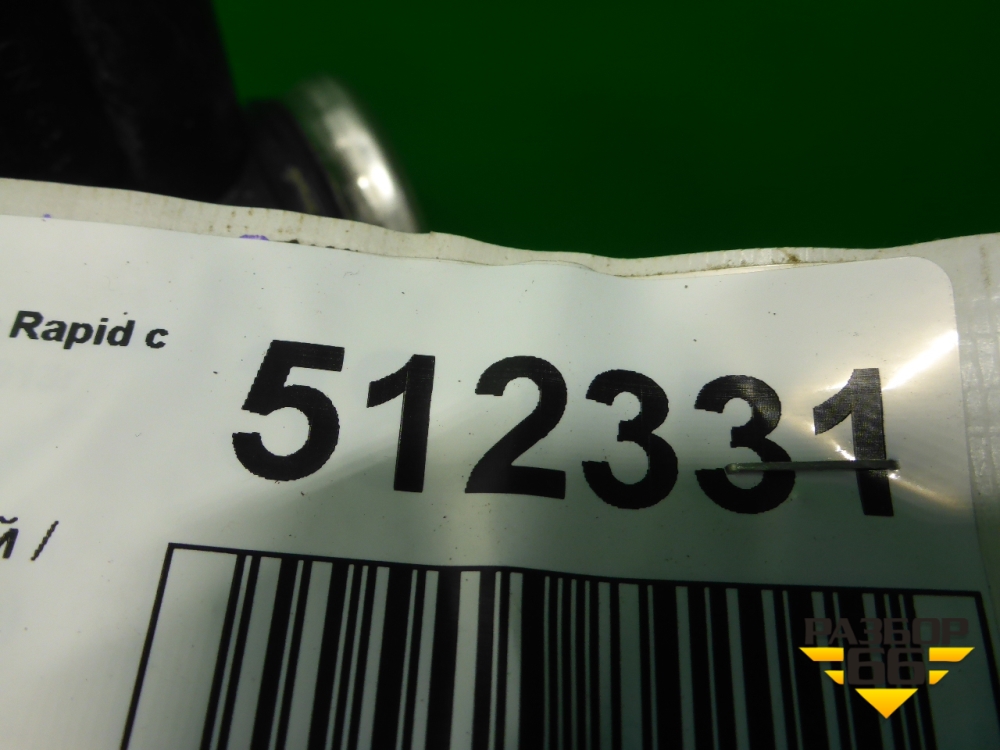 Rapid с
512331
й /
РАЗБОР
66